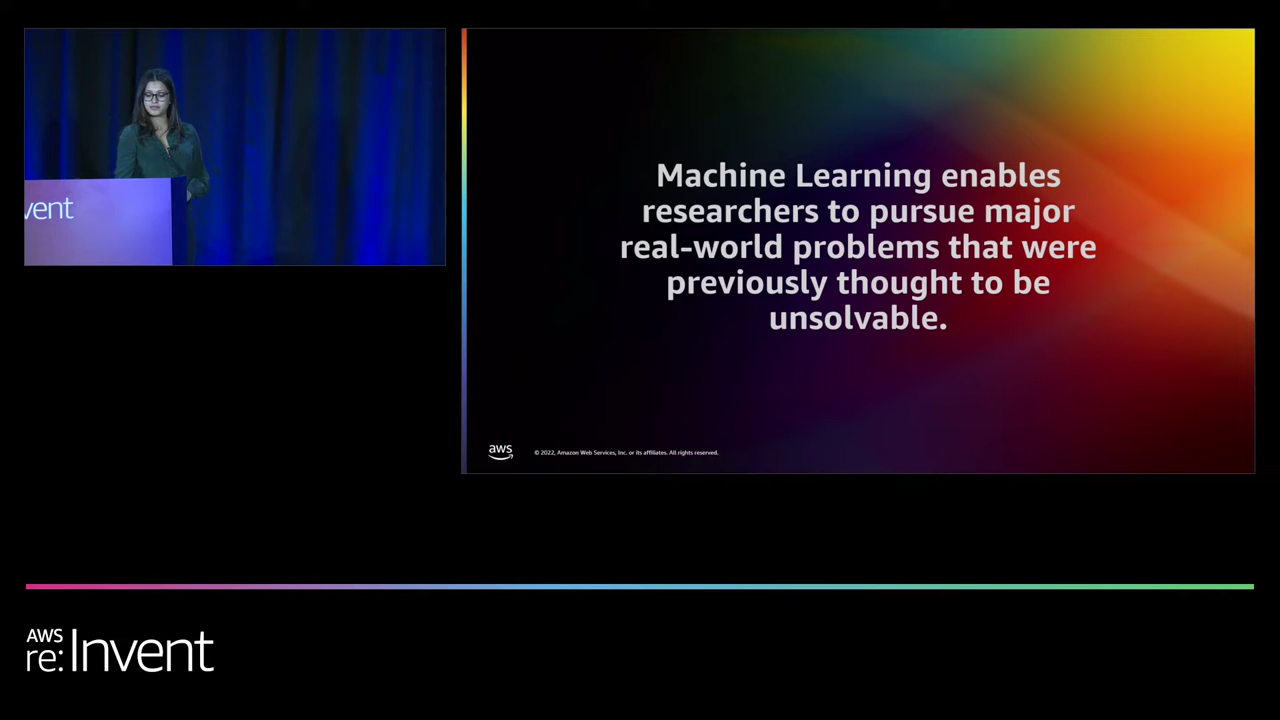 vent
Machine Learning enables
researchers to pursue major
real-world problems that were
previously thought to be
unsolvable.
aws
© 2022, Amazon Web Services, Inc. or its affiliates. All rights reserved.
AWS
re:Invent